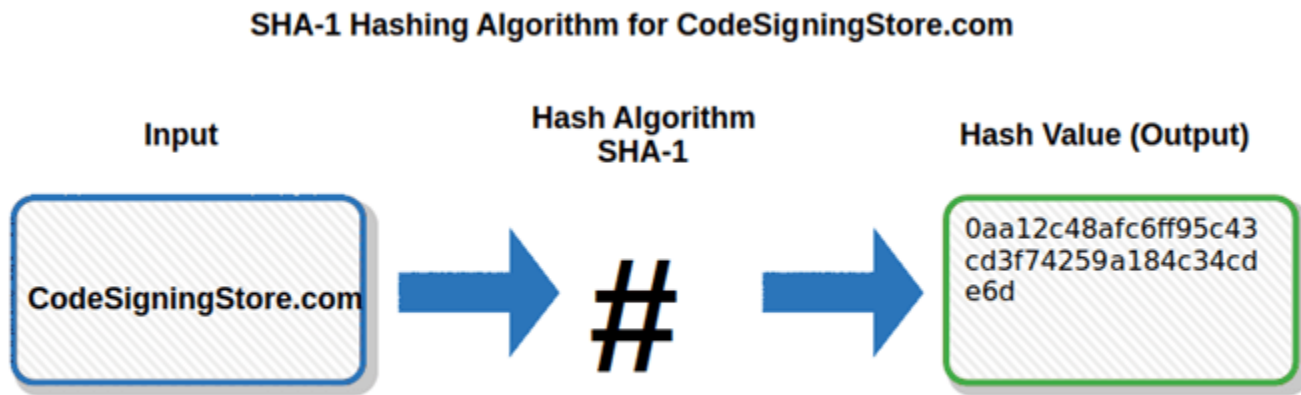 SHA-1 Hashing Algorithm for CodeSigningStore.com
Input
Hash Algorithm
SHA-1
Hash Value (Output)
CodeSigningStore.com
#
0aa12c48afc6ff95c43
cd3f74259a184c34cd
e6d